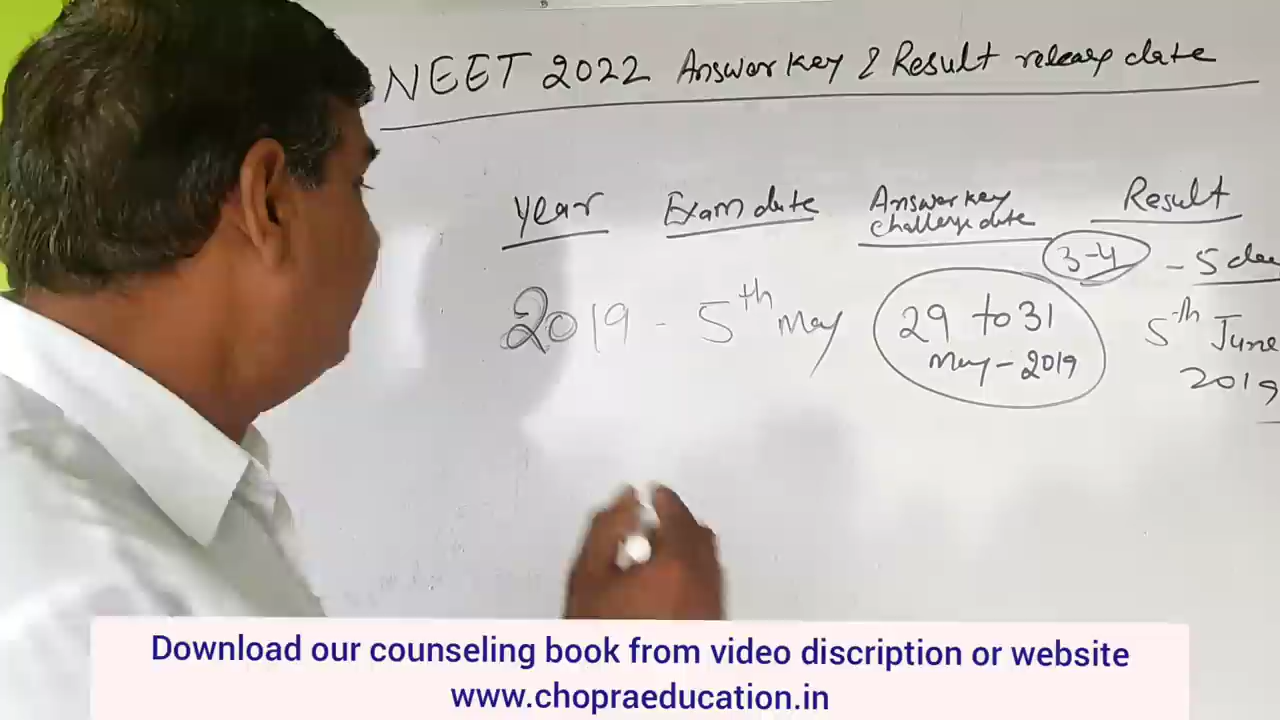 NEET 2022 Answer key & Result release date
Year Exam date Answer key Result
challenge date
3-4 - 5 day
2019 - 5th May 29 to 31 5th June
May - 2019 2019
Download our counseling book from video discription or website
www.chopraeducation.in